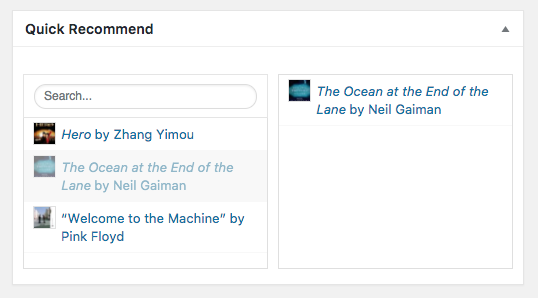 Quick Recommend
Search...
Hero by Zhang Yimou
The Ocean at the End of the
Lane by Neil Gaiman
“Welcome to the Machine” by
Pink Floyd
The Ocean at the End of the
Lane by Neil Gaiman